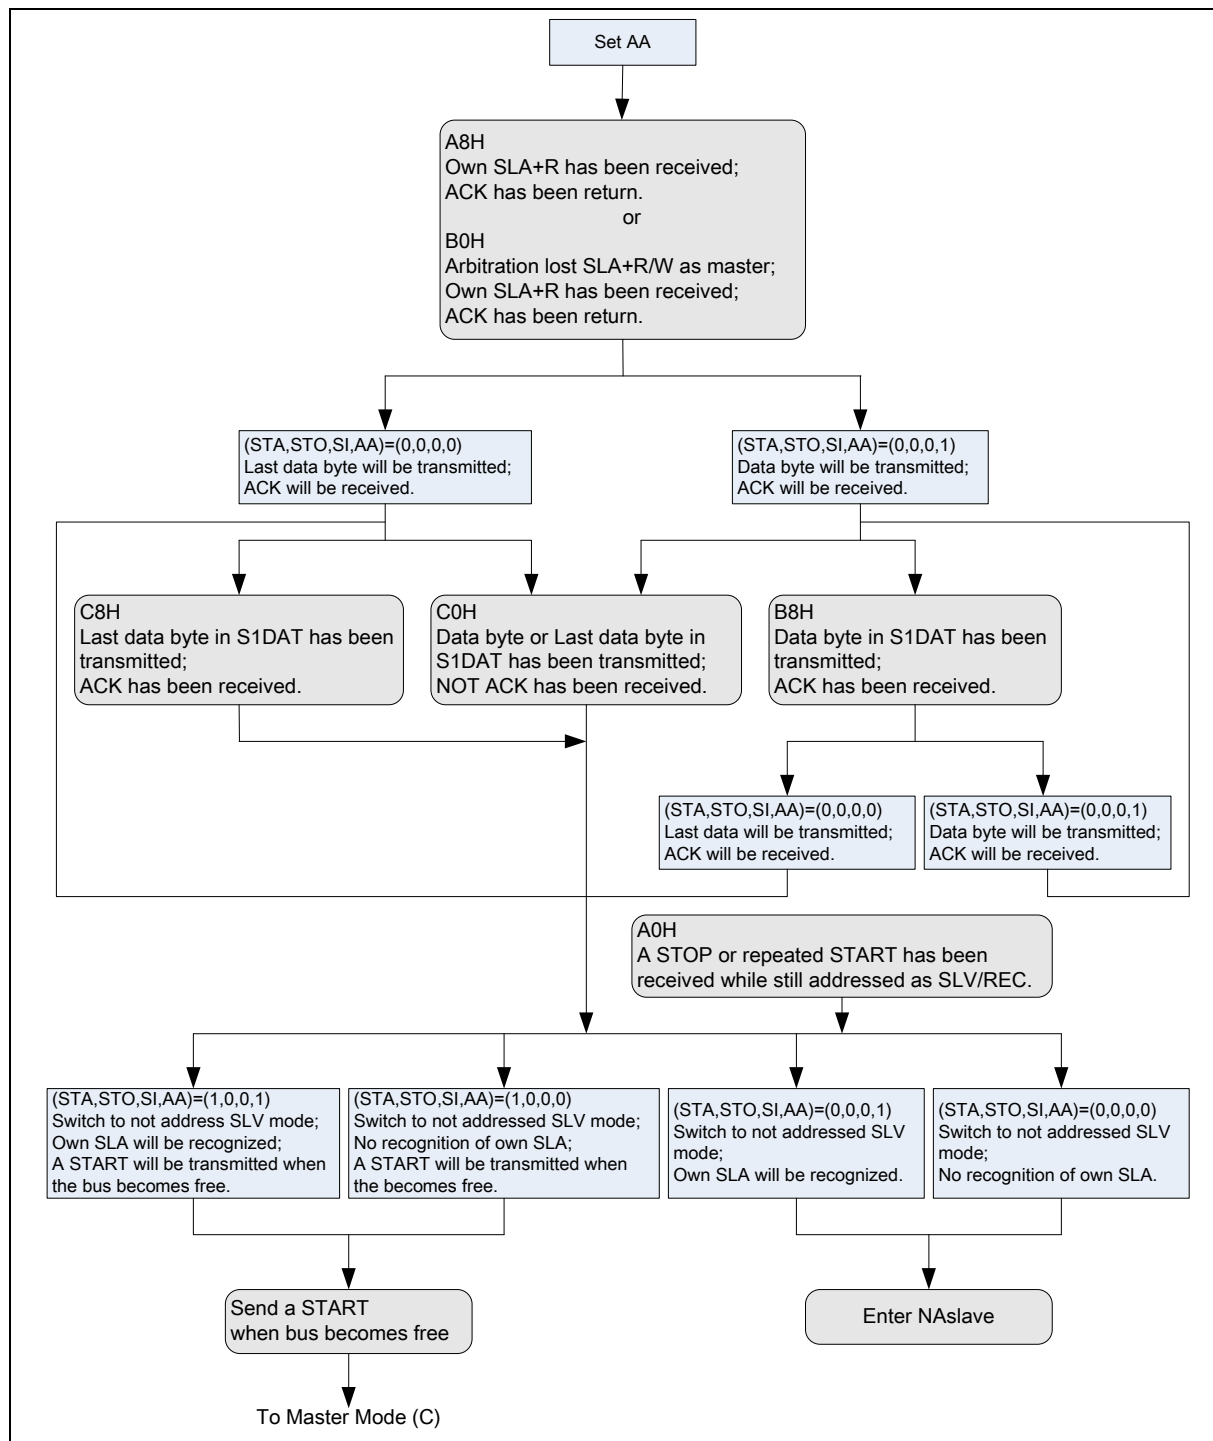 Set AA
A8H
Own SLA+R has been received;
ACK has been return.
or
B0H
Arbitration lost SLA+R/W as master;
Own SLA+R has been received;
ACK has been return.
(STA,STO,SI,AA)=(0,0,0,0)
Last data byte will be transmitted;
ACK will be received.
(STA,STO,SI,AA)=(0,0,0,1)
Data byte will be transmitted;
ACK will be received.
C8H
Last data byte in S1DAT has been
transmitted;
ACK has been received.
C0H
Data byte or Last data byte in
S1DAT has been transmitted;
NOT ACK has been received.
B8H
Data byte in S1DAT has been
transmitted;
ACK has been received.
(STA,STO,SI,AA)=(0,0,0,0)
Last data will be transmitted;
ACK will be received.
(STA,STO,SI,AA)=(0,0,0,1)
Data byte will be transmitted;
ACK will be received.
A0H
A STOP or repeated START has been
received while still addressed as SLV/REC.
(STA,STO,SI,AA)=(1,0,0,1)
Switch to not address SLV mode;
Own SLA will be recognized;
A START will be transmitted when
the bus becomes free.
(STA,STO,SI,AA)=(1,0,0,0)
Switch to not addressed SLV mode;
No recognition of own SLA;
A START will be transmitted when
the becomes free.
(STA,STO,SI,AA)=(0,0,0,1)
Switch to not addressed SLV
mode;
Own SLA will be recognized.
(STA,STO,SI,AA)=(0,0,0,0)
Switch to not addressed SLV
mode;
No recognition of own SLA.
Send a START
when bus becomes free
Enter NAslave
To Master Mode (C)